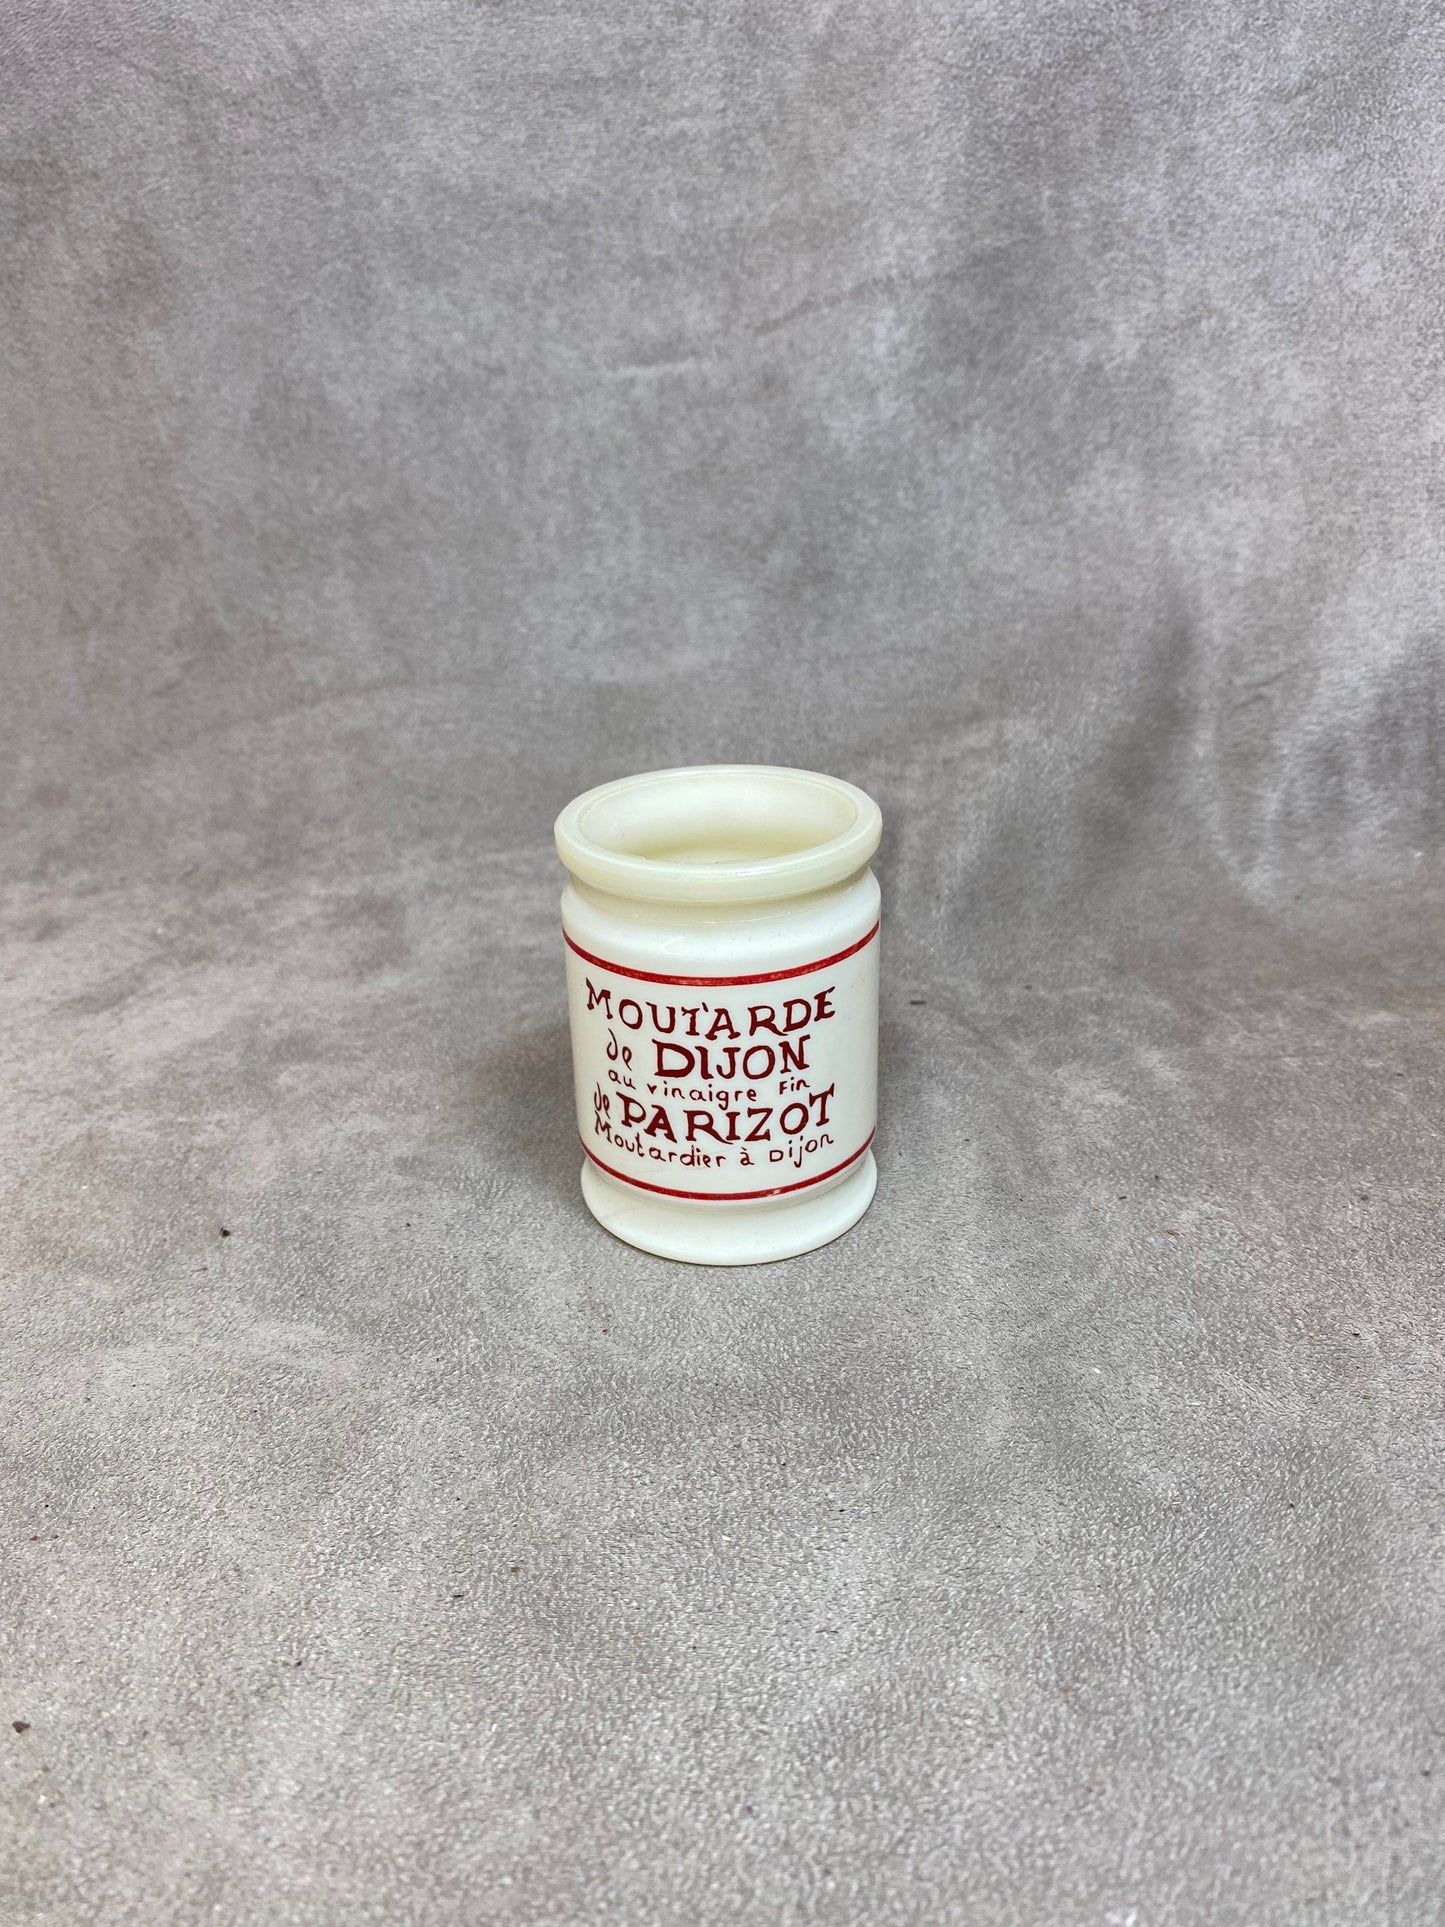 MOUTARDE
de DIJON
au vinaigre Fin
de PARIZOT
Moutardier à Dijon